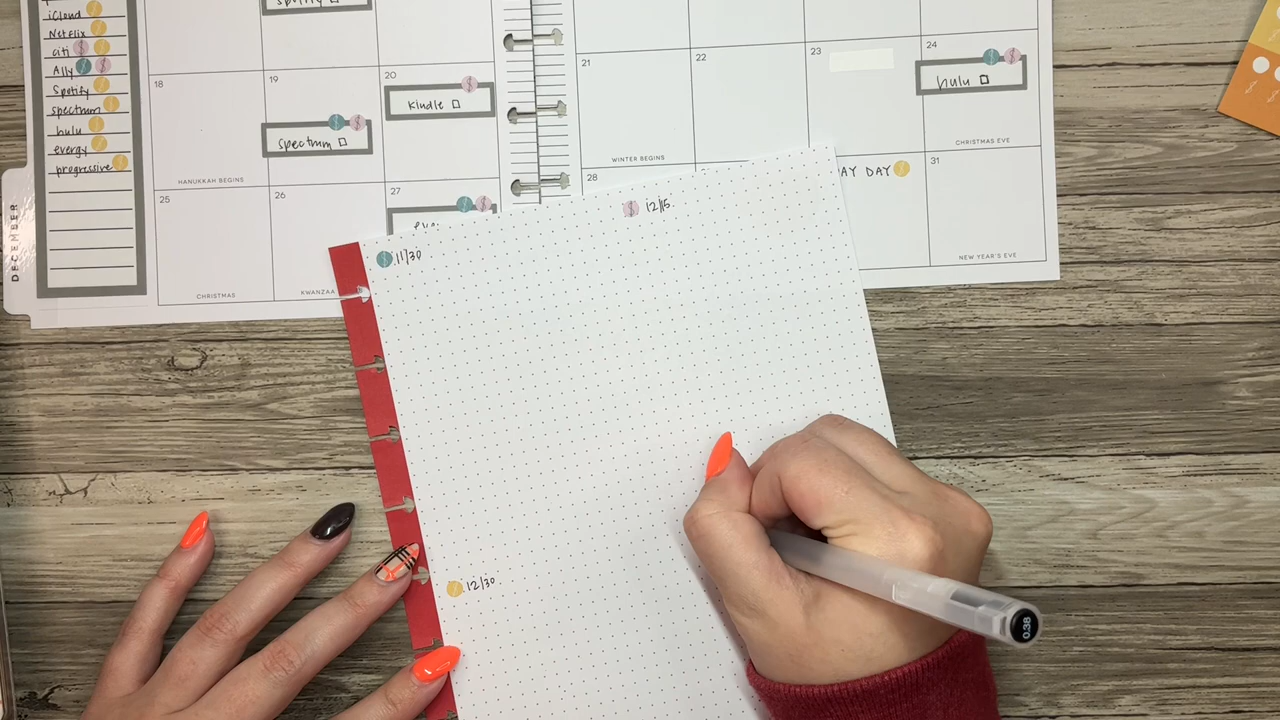 iCloud
Netflix
citi
Ally
Spotify
spectrum
hulu
evergy
progressive
DECEMBER
18
HANUKKAH BEGINS
19
spectrum
20
kindle
21
WINTER BEGINS
22
23
24
hulu
CHRISTMAS EVE
25
CHRISTMAS
26
KWANZAA
27
28
AY DAY
31
NEW YEAR'S EVE
11/30
12/15
12/30
0.38